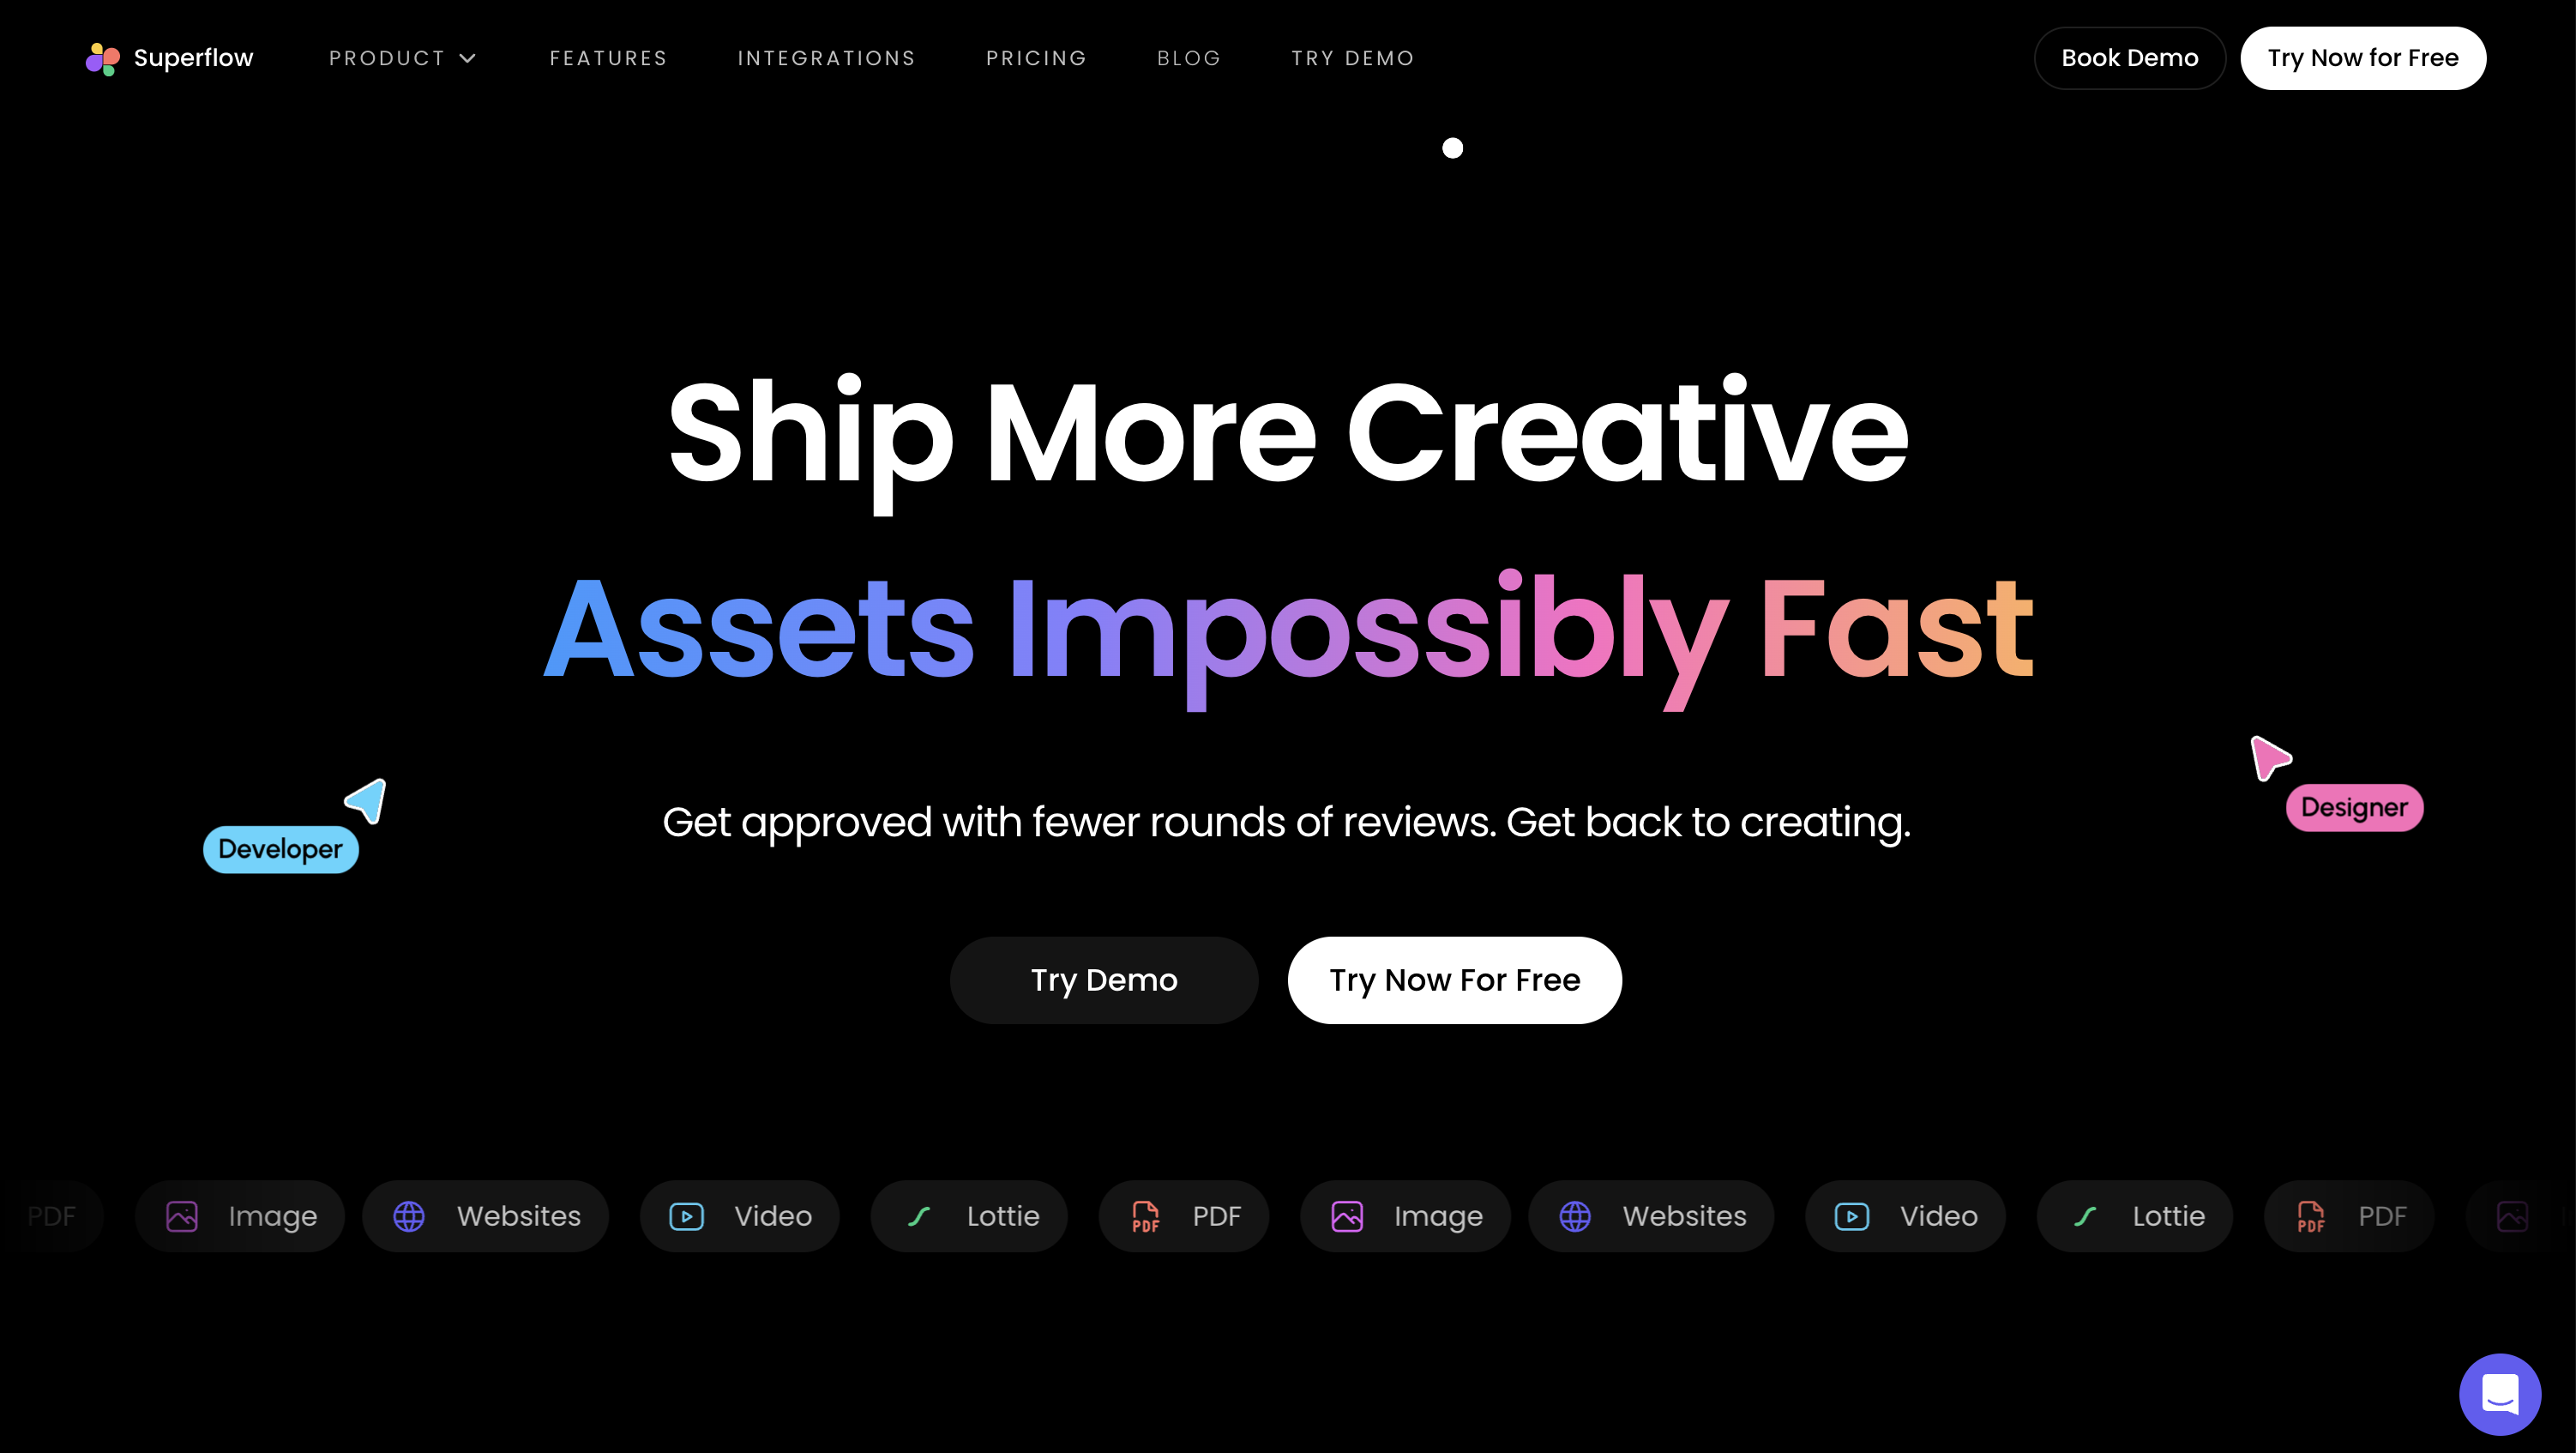 Superflow
PRODUCT
FEATURES
INTEGRATIONS
PRICING
BLOG
TRY DEMO
Book Demo
Try Now for Free
Ship More Creative
Assets Impossibly Fast
Get approved with fewer rounds of reviews. Get back to creating.
Developer
Designer
Try Demo
Try Now For Free
PDF
Image
Websites
Video
Lottie
PDF
PDF
Image
Websites
Video
Lottie
PDF
PDF